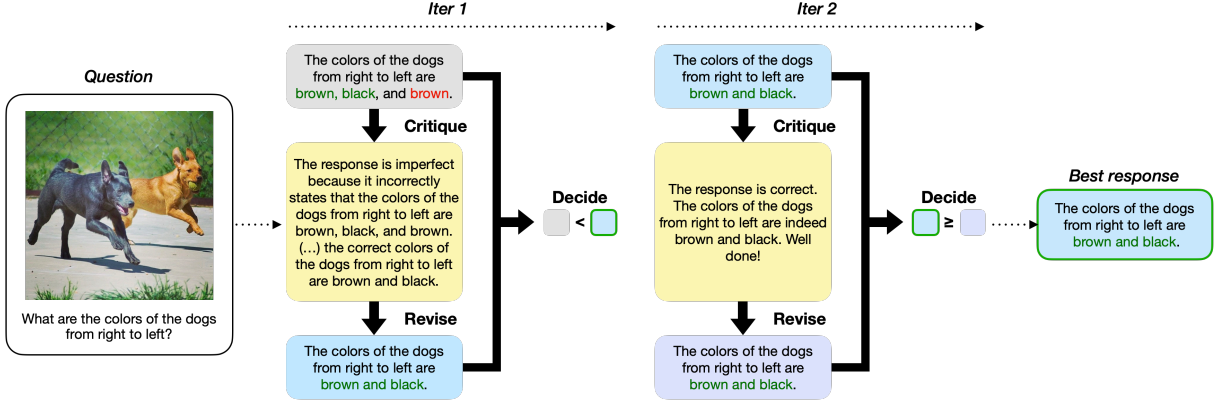 Question
What are the colors of the dogs
from right to left?
Iter 1
The colors of the dogs
from right to left are
brown, black, and brown.
Critique
The response is imperfect
because it incorrectly
states that the colors of the
dogs from right to left are
brown, black, and brown.
(...) the correct colors of
the dogs from right to left
are brown and black.
Revise
The colors of the dogs
from right to left are
brown and black.
Decide
<
Iter 2
The colors of the dogs
from right to left are
brown and black.
Critique
The response is correct.
The colors of the dogs
from right to left are indeed
brown and black. Well
done!
Revise
The colors of the dogs
from right to left are
brown and black.
Decide
≥
Best response
The colors of the dogs
from right to left are
brown and black.